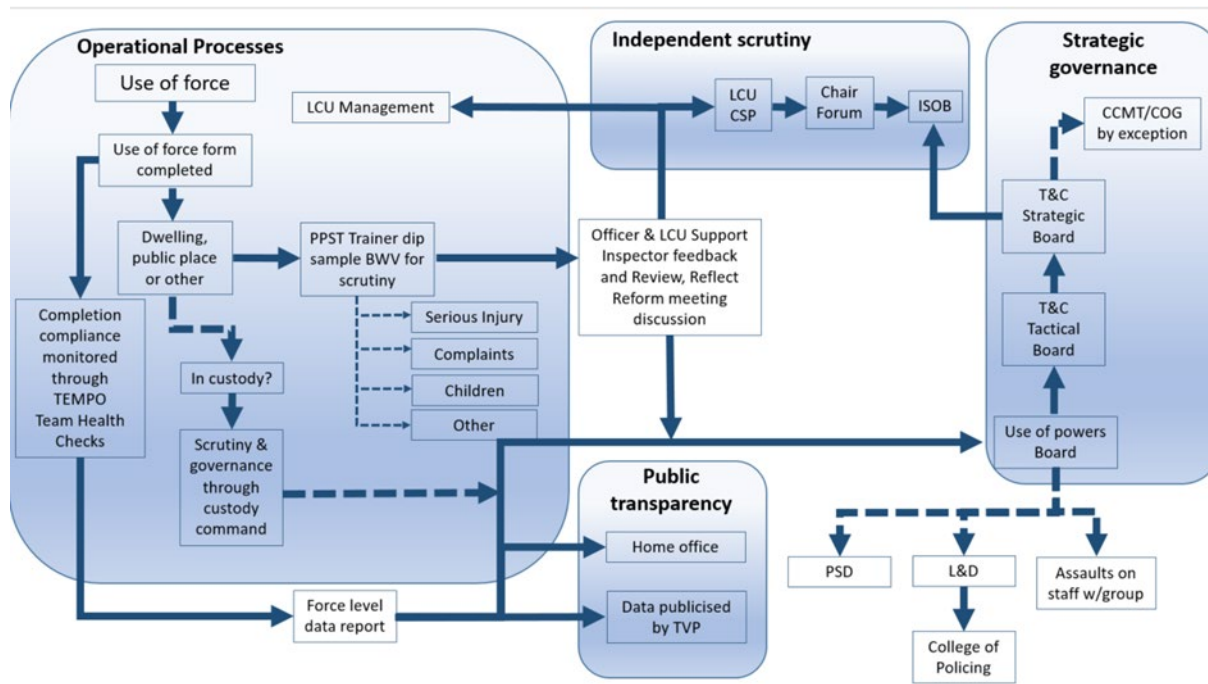 Operational Processes
Use of force
Use of force form
completed
Dwelling,
public place
or other
Completion
compliance
monitored
through
TEMPO
Team Health
Checks
In custody?
Scrutiny &
governance
through
custody
command
LCU Management
PPST Trainer dip
sample BWV for
scrutiny
Serious Injury
Complaints
Children
Other
Officer & LCU Support
Inspector feedback
and Review, Reflect
Reform meeting
discussion
Force level
data report
Independent scrutiny
LCU
CSP
Chair
Forum
ISOB
Public
transparency
Home office
Data publicised
by TVP
Strategic
governance
CCMT/COG
by exception
T&C
Strategic
Board
T&C
Tactical
Board
Use of powers
Board
PSD
L&D
Assaults on
staff w/group
College of
Policing